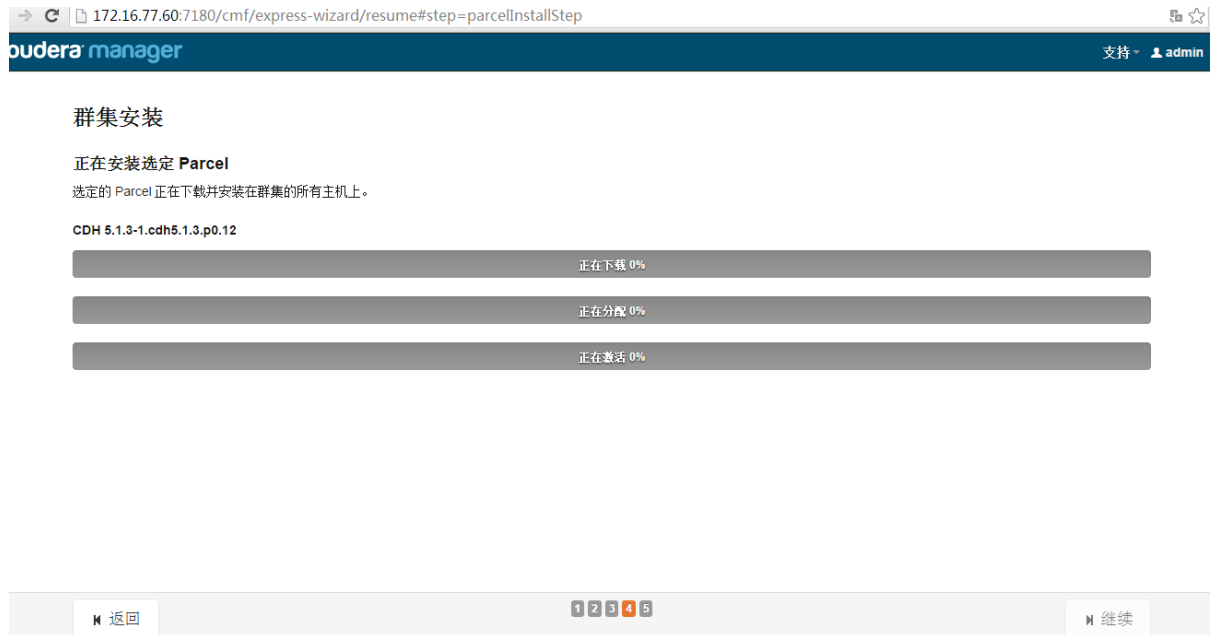 172.16.77.60:7180/cmf/express-wizard/resume#step=parcelInstallStep
oudera manager
支持 admin
群集安装
正在安装选定 Parcel
选定的 Parcel 正在下载并安装在群集的所有主机上。
CDH 5.1.3-1.cdh5.1.3.p0.12
正在下载 0%
正在分配 0%
正在激活 0%
返回
1 2 3 4 5
继续